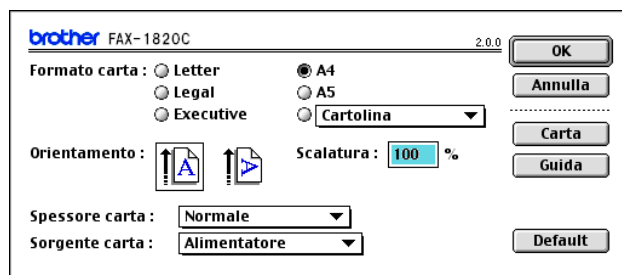 brother FAX-1820C 2.0.0 OK
Formato carta : Letter A4
Legal A5 Annulla
Executive Cartolina
Carta
Orientamento : A A Scalatura : 100 % Guida
Spessore carta : Normale
Sorgente carta : Alimentatore Default